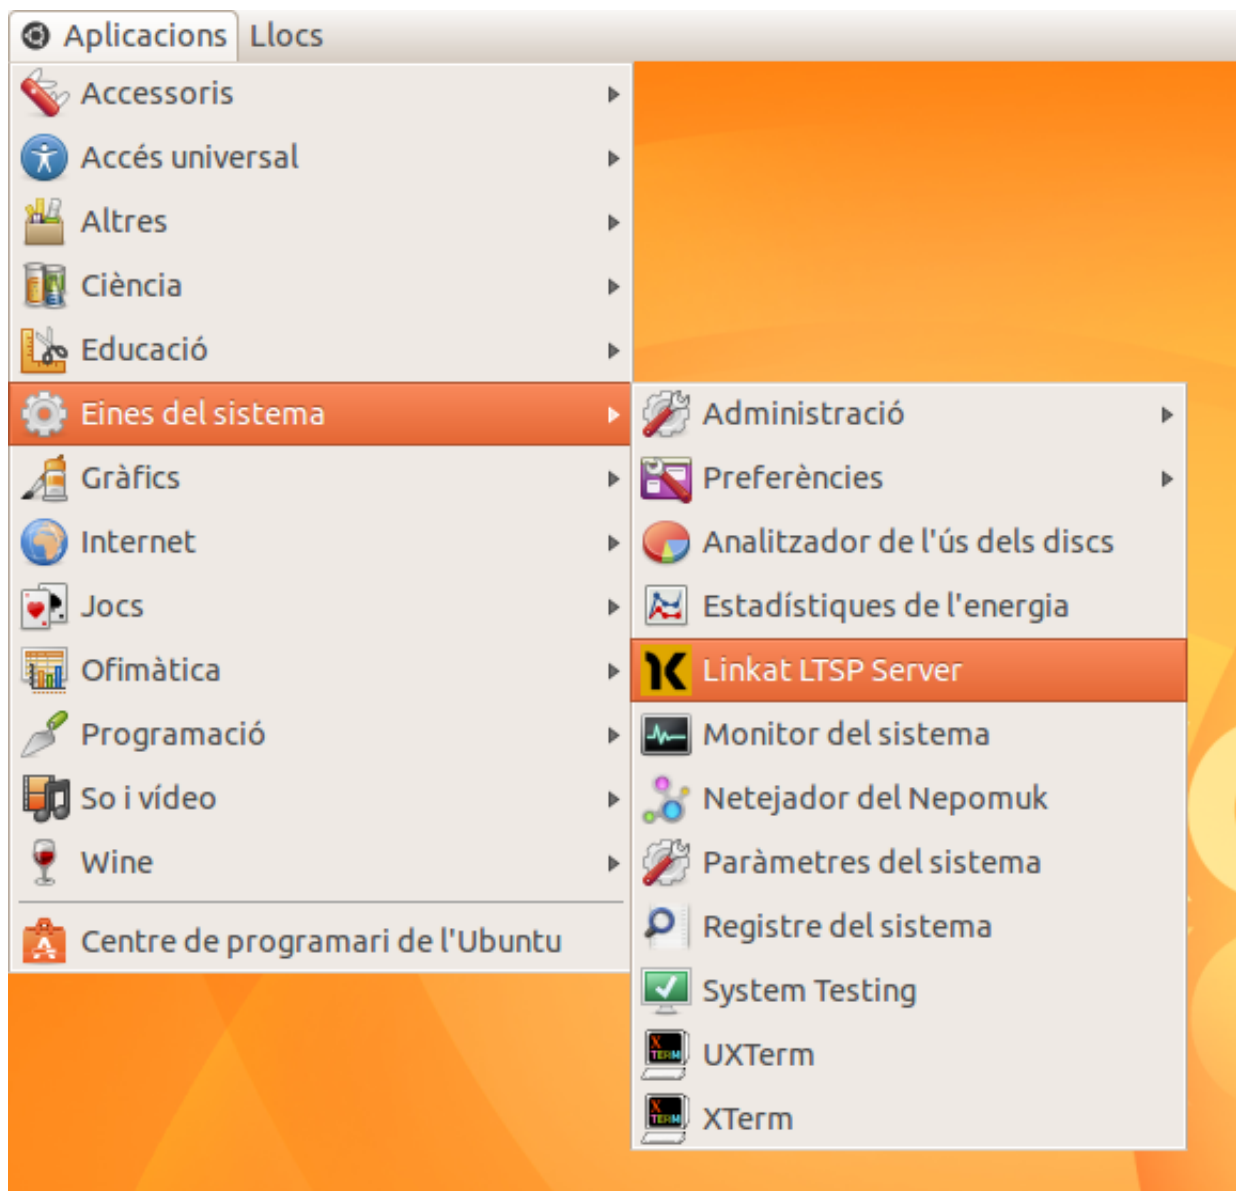 Aplicacions Llocs
Accessoris
Accés universal
Altres
Ciència
Educació
Eines del sistema
Gràfics
Internet
Jocs
Ofimàtica
Programació
So i vídeo
Wine
Centre de programari de l'Ubuntu
Administració
Preferències
Analitzador de l'ús dels discs
Estadístiques de l'energia
Linkat LTSP Server
Monitor del sistema
Netejador del Nepomuk
Paràmetres del sistema
Registre del sistema
System Testing
X TERM UXTerm
X TERM XTerm